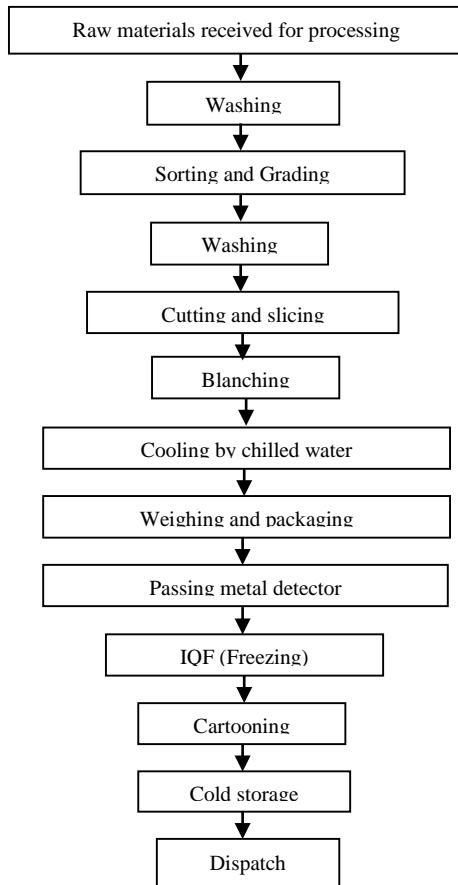 Raw materials received for processing
Washing
Sorting and Grading
Washing
Cutting and slicing
Blanching
Cooling by chilled water
Weighing and packaging
Passing metal detector
IQF (Freezing)
Cartooning
Cold storage
Dispatch